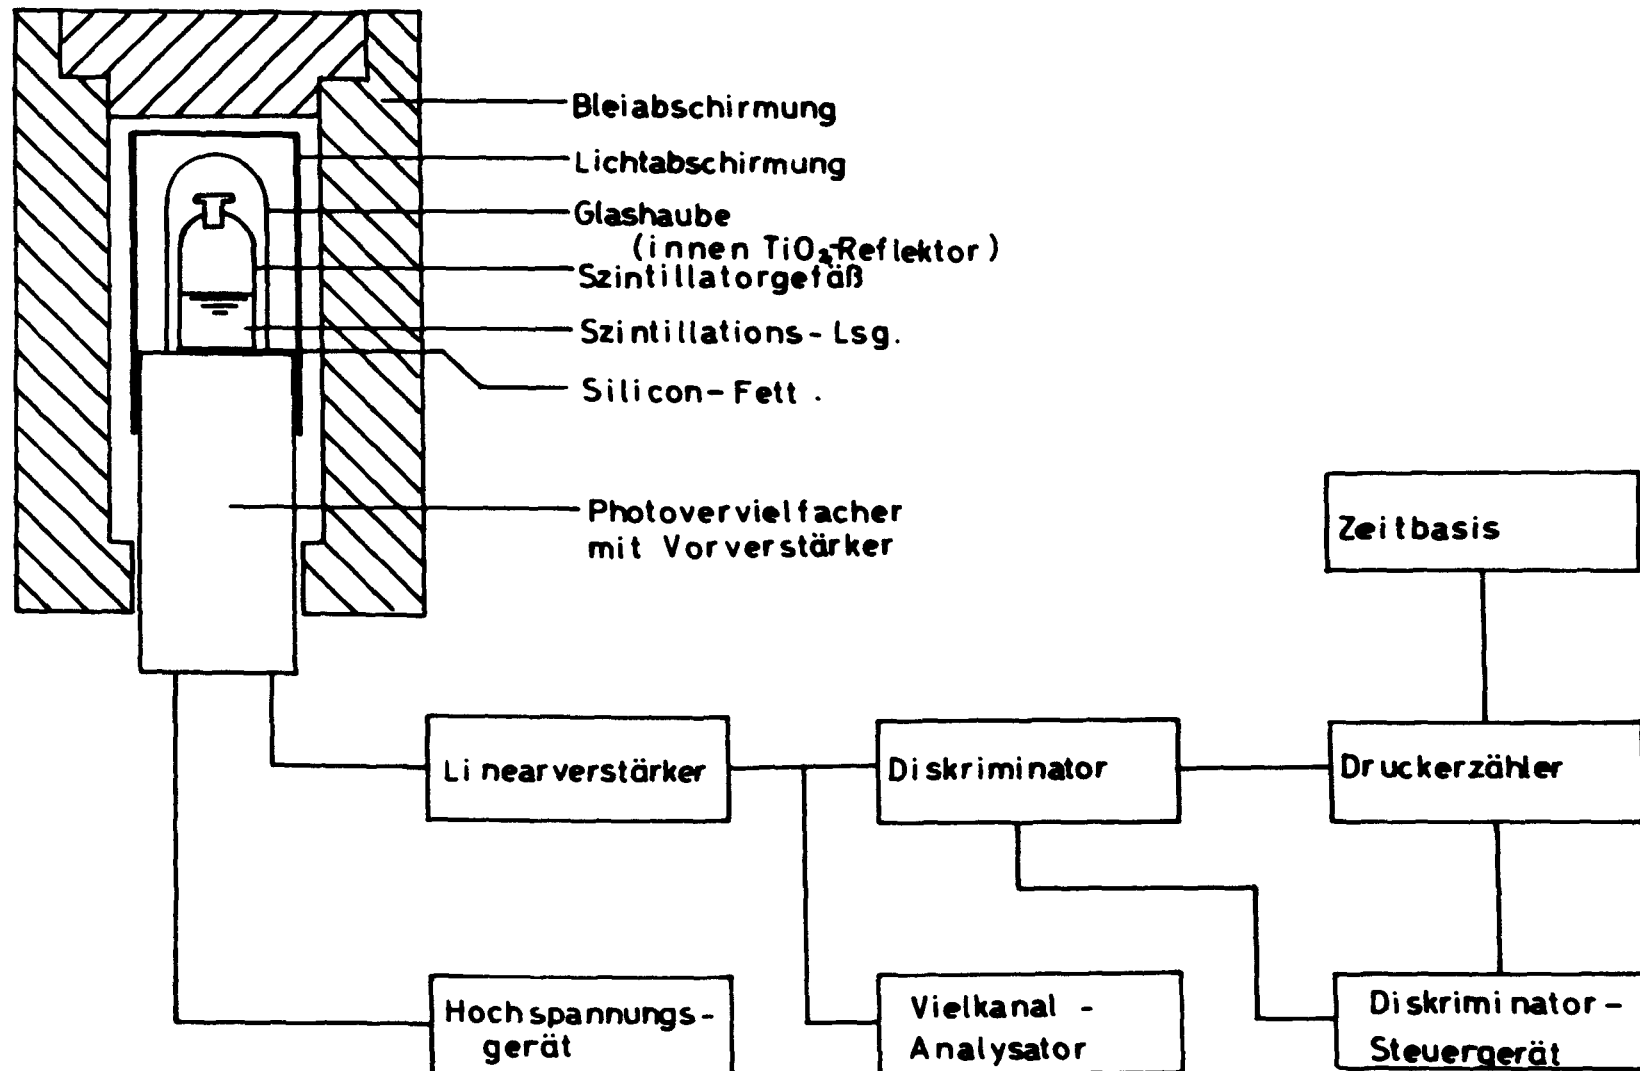 Bleiabschirmung
Lichtabschirmung
Glashaube
(innen TiO₂-Reflektor)
Szintillatorgefäß
Szintillations-Lsg.
Silicon-Fett .
Photovervielfacher
mit Vorverstärker
Zeitbasis
Linearverstärker
Diskriminator
Druckerzähler
Hochspannungs-
gerät
Vielkanal -
Analysator
Diskriminator-
Steuergerät